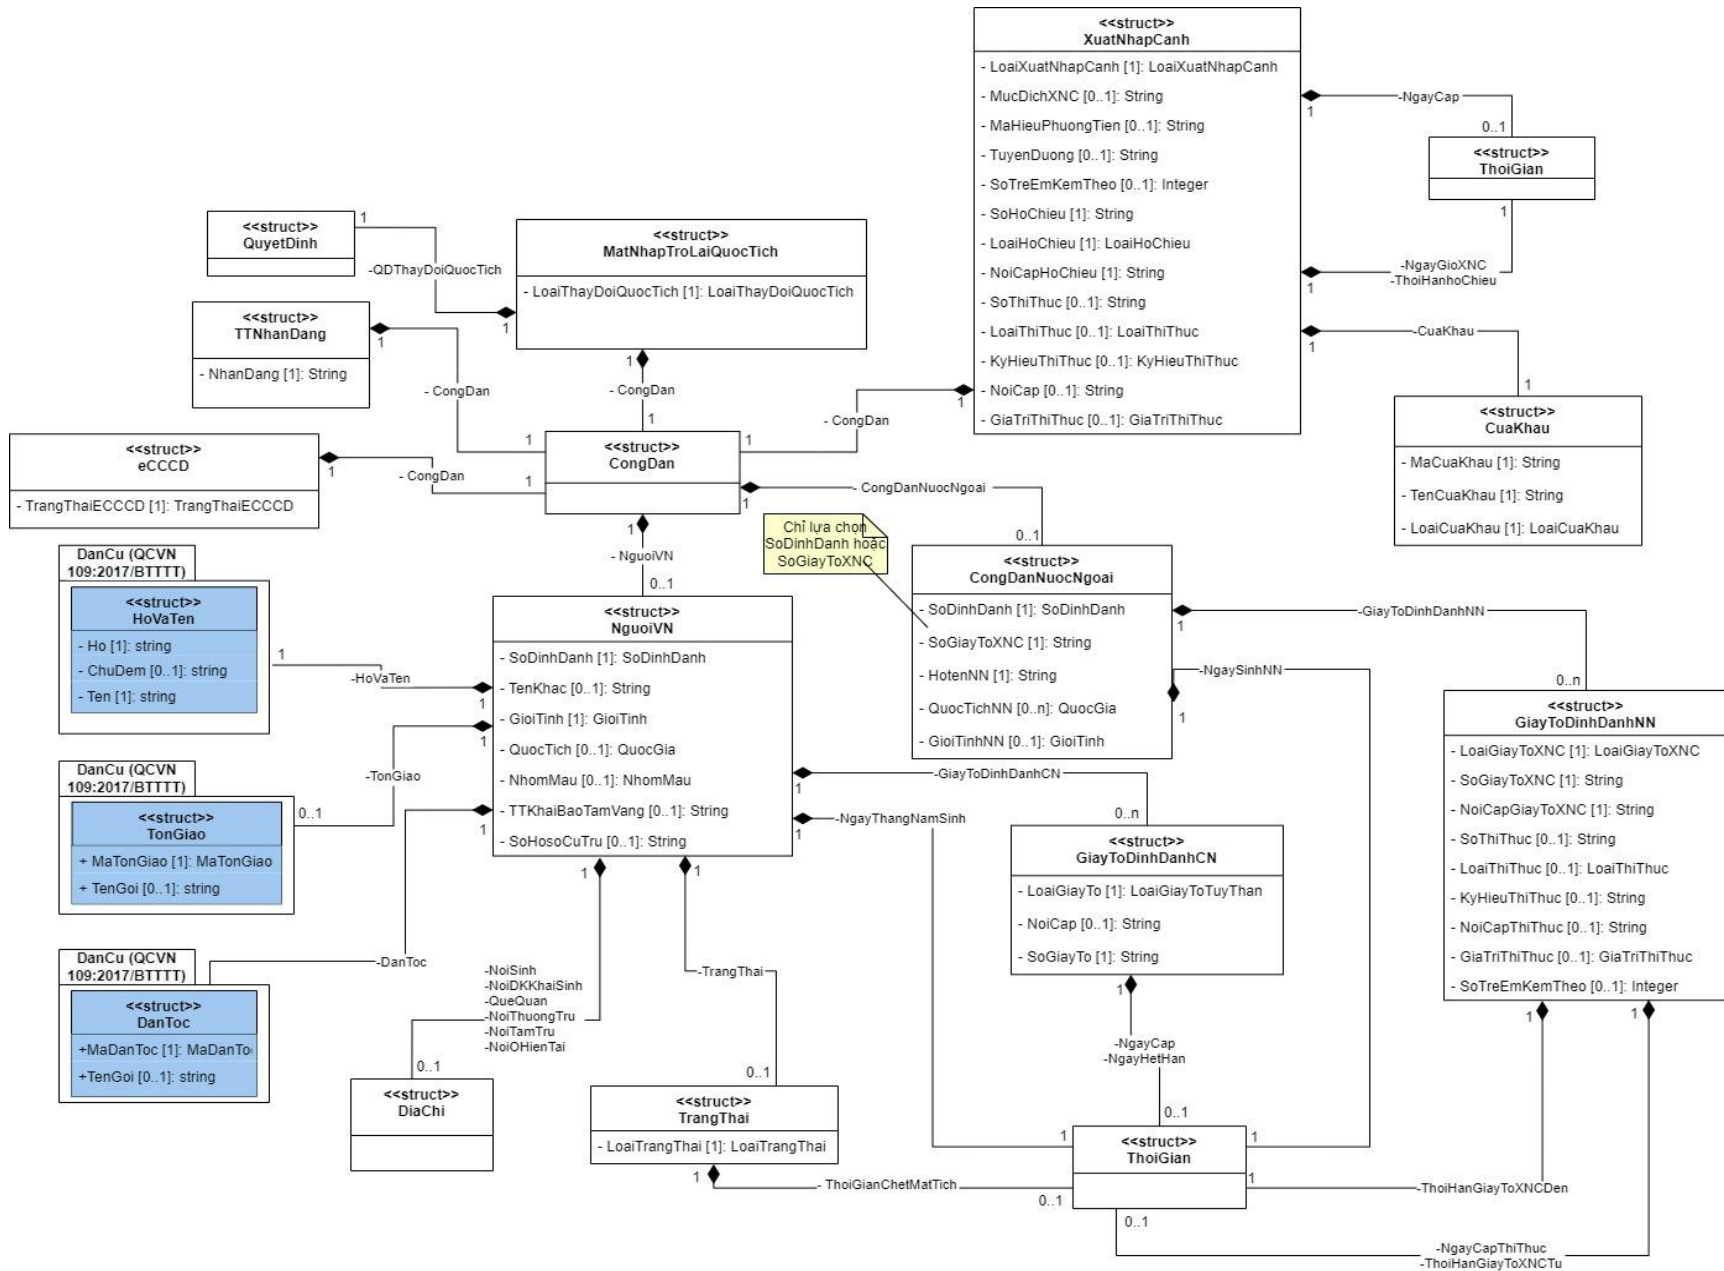 <<struct>>
XuatNhapCanh
- LoaiXuatNhapCanh [1]: LoaiXuatNhapCanh
- MucDichXNC [0..1]: String
- MaHieuPhuongTien [0..1]: String
- TuyenDuong [0..1]: String
- SoTreEmKemTheo [0..1]: Integer
- SoHoChieu [1]: String
- LoaiHoChieu [1]: LoaiHoChieu
- NoiCapHoChieu [1]: String
- SoThiThuc [0..1]: String
- LoaiThiThuc [0..1]: LoaiThiThuc
- KyHieuThiThuc [0..1]: KyHieuThiThuc
- NoiCap [0..1]: String
- GiaTriThiThuc [0..1]: GiaTriThiThuc
1
-NgayCap
0..1
<<struct>>
ThoiGian
1
1
-NgayGioXNC
-ThoiHanhoChieu
1
-CuaKhau
1
<<struct>>
CuaKhau
- MaCuaKhau [1]: String
- TenCuaKhau [1]: String
- LoaiCuaKhau [1]: LoaiCuaKhau
<<struct>>
QuyetDinh
1
-QDThayDoiQuocTich
1
<<struct>>
MatNhapTroLaiQuocTich
- LoaiThayDoiQuocTich [1]: LoaiThayDoiQuocTich
1
- CongDan
1
<<struct>>
TTNhanDang
- NhanDang [1]: String
1
- CongDan
1
1
- CongDan
1
<<struct>>
eCCCD
- TrangThaiECCCD [1]: TrangThaiECCCD
1
- CongDan
1
<<struct>>
CongDan
1
- CongDanNuocNgoai
0..1
1
- NguoiVN
0..1
Chỉ lựa chọn
SoDinhDanh hoặc
SoGiayToXNC
<<struct>>
CongDanNuocNgoai
- SoDinhDanh [1]: SoDinhDanh
- SoGiayToXNC [1]: String
- HotenNN [1]: String
- QuocTichNN [0..n]: QuocGia
- GioiTinhNN [0..1]: GioiTinh
1
-GiayToDinhDanhNN
0..n
-NgaySinhNN
1
DanCu (QCVN
109:2017/BTTTT)
<<struct>>
HoVaTen
- Ho [1]: string
- ChuDem [0..1]: string
- Ten [1]: string
1
-HoVaTen
1
<<struct>>
NguoiVN
- SoDinhDanh [1]: SoDinhDanh
- TenKhac [0..1]: String
- GioiTinh [1]: GioiTinh
- QuocTich [0..1]: QuocGia
- NhomMau [0..1]: NhomMau
- TTKhaiBaoTamVang [0..1]: String
- SoHosoCuTru [0..1]: String
1
-TonGiao
0..1
DanCu (QCVN
109:2017/BTTTT)
<<struct>>
TonGiao
+ MaTonGiao [1]: MaTonGiao
+ TenGoi [0..1]: string
1
-DanToc
DanCu (QCVN
109:2017/BTTTT)
<<struct>>
DanToc
+MaDanToc [1]: MaDanTo
+TenGoi [0..1]: string
1
-GiayToDinhDanhCN
0..n
1
-NgayThangNamSinh
<<struct>>
GiayToDinhDanhCN
- LoaiGiayTo [1]: LoaiGiayToTuyThan
- NoiCap [0..1]: String
- SoGiayTo [1]: String
<<struct>>
GiayToDinhDanhNN
- LoaiGiayToXNC [1]: LoaiGiayToXNC
- SoGiayToXNC [1]: String
- NoiCapGiayToXNC [1]: String
- SoThiThuc [0..1]: String
- LoaiThiThuc [0..1]: LoaiThiThuc
- KyHieuThiThuc [0..1]: String
- NoiCapThiThuc [0..1]: String
- GiaTriThiThuc [0..1]: GiaTriThiThuc
- SoTreEmKemTheo [0..1]: Integer
1
-NoiSinh
-NoiDKKhaiSinh
-QueQuan
-NoiThuongTru
-NoiTamTru
-NoiOHienTai
0..1
<<struct>>
DiaChi
1
-TrangThai
0..1
<<struct>>
TrangThai
- LoaiTrangThai [1]: LoaiTrangThai
1
- ThoiGianChetMatTich
0..1
1
-NgayCap
-NgayHetHan
0..1
1
1
<<struct>>
ThoiGian
1
1
-ThoiHanGiayToXNCDen
1
0..1
-NgayCapThiThuc
-ThoiHanGiayToXNCTu